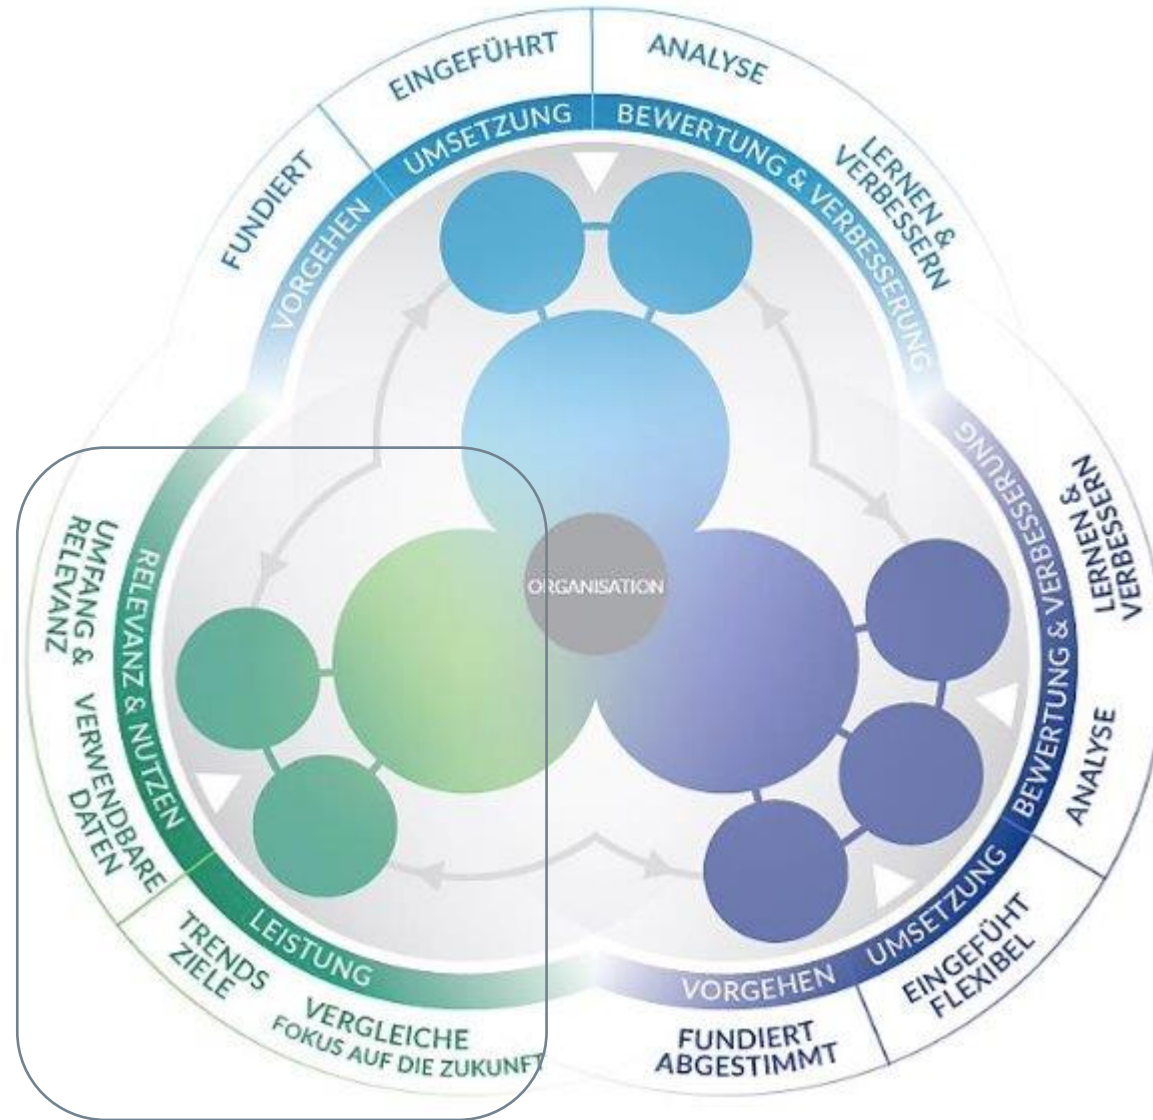 EINGEFÜHRT
ANALYSE
FUNDIERT
UMSETZUNG
BEWERTUNG & VERBESSERUNG
LERNEN &
VERBESSERN
VORGEHEN
ORGANISATION
UMFANG &
RELEVANZ
RELEVANZ & NUTZEN
VERWENDBARE
DATEN
LEISTUNG
TRENDS
ZIELE
VERGLEICHE
FOKUS AUF DIE ZUKUNFT
BEWERTUNG & VERBESSERUNG
LERNEN &
VERBESSERN
ANALYSE
UMSETZUNG
EINGEFÜHT
FLEXIBEL
VORGEHEN
FUNDIERT
ABGESTIMMT